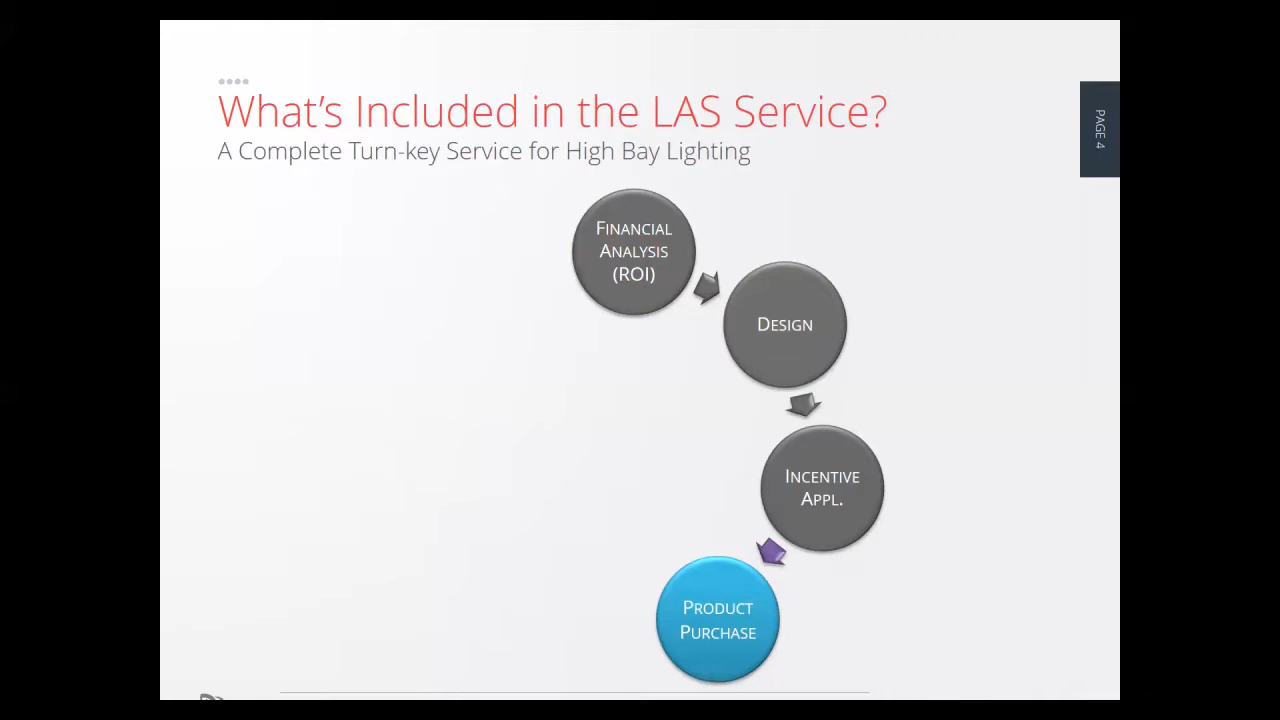 What's Included in the LAS Service?
A Complete Turn-key Service for High Bay Lighting
PAGE 4
FINANCIAL
ANALYSIS
(ROI)
DESIGN
INCENTIVE
APPL.
PRODUCT
PURCHASE